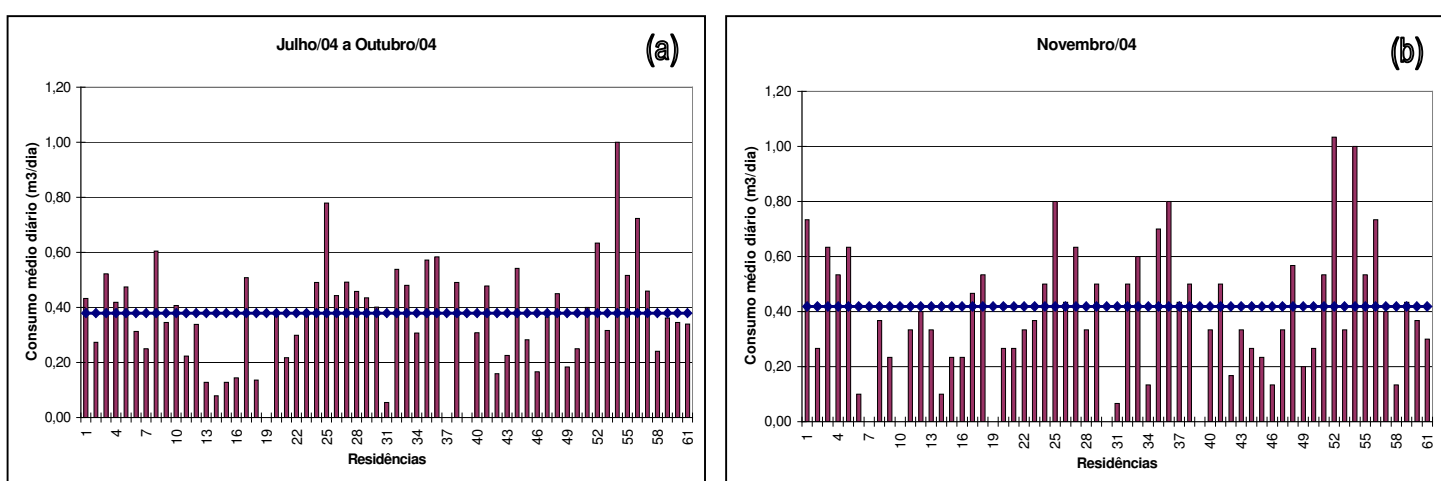 Julho/04 a Outubro/04
(a)
Consumo médio diário (m3/dia)
1,20
1,00
0,80
0,60
0,40
0,20
0,00
1 4 7 10 13 16 19 22 25 28 31 34 37 40 43 46 49 52 55 58 61
Residências
Novembro/04
(b)
Consumo médio diário (m3/dia)
1,20
1,00
0,80
0,60
0,40
0,20
0,00
1 4 7 10 13 16 19 22 25 28 31 34 37 40 43 46 49 52 55 58 61
Residências